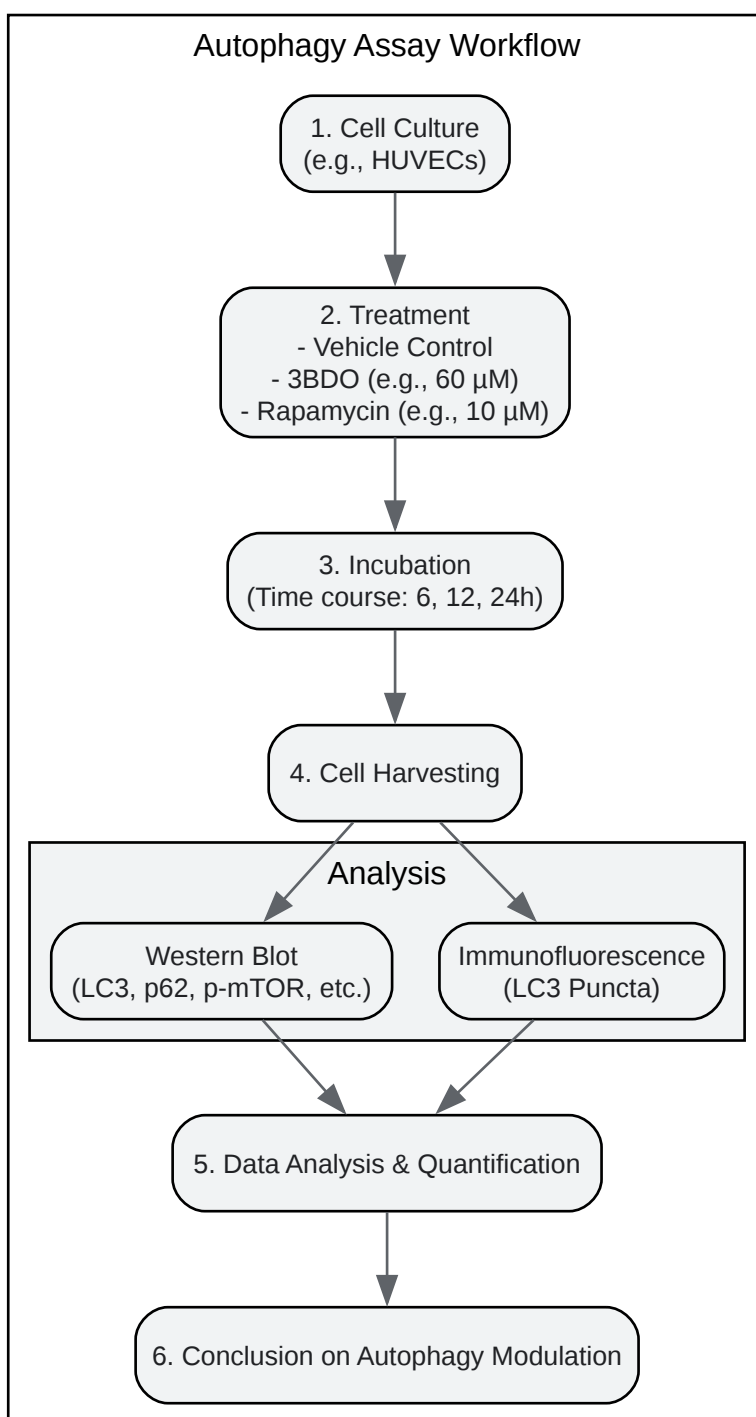 Autophagy Assay Workflow
1. Cell Culture
(e.g., HUVECs)
2. Treatment
- Vehicle Control
- 3BDO (e.g., 60 µM)
- Rapamycin (e.g., 10 µM)
3. Incubation
(Time course: 6, 12, 24h)
4. Cell Harvesting
Analysis
Western Blot
(LC3, p62, p-mTOR, etc.)
Immunofluorescence
(LC3 Puncta)
5. Data Analysis & Quantification
6. Conclusion on Autophagy Modulation